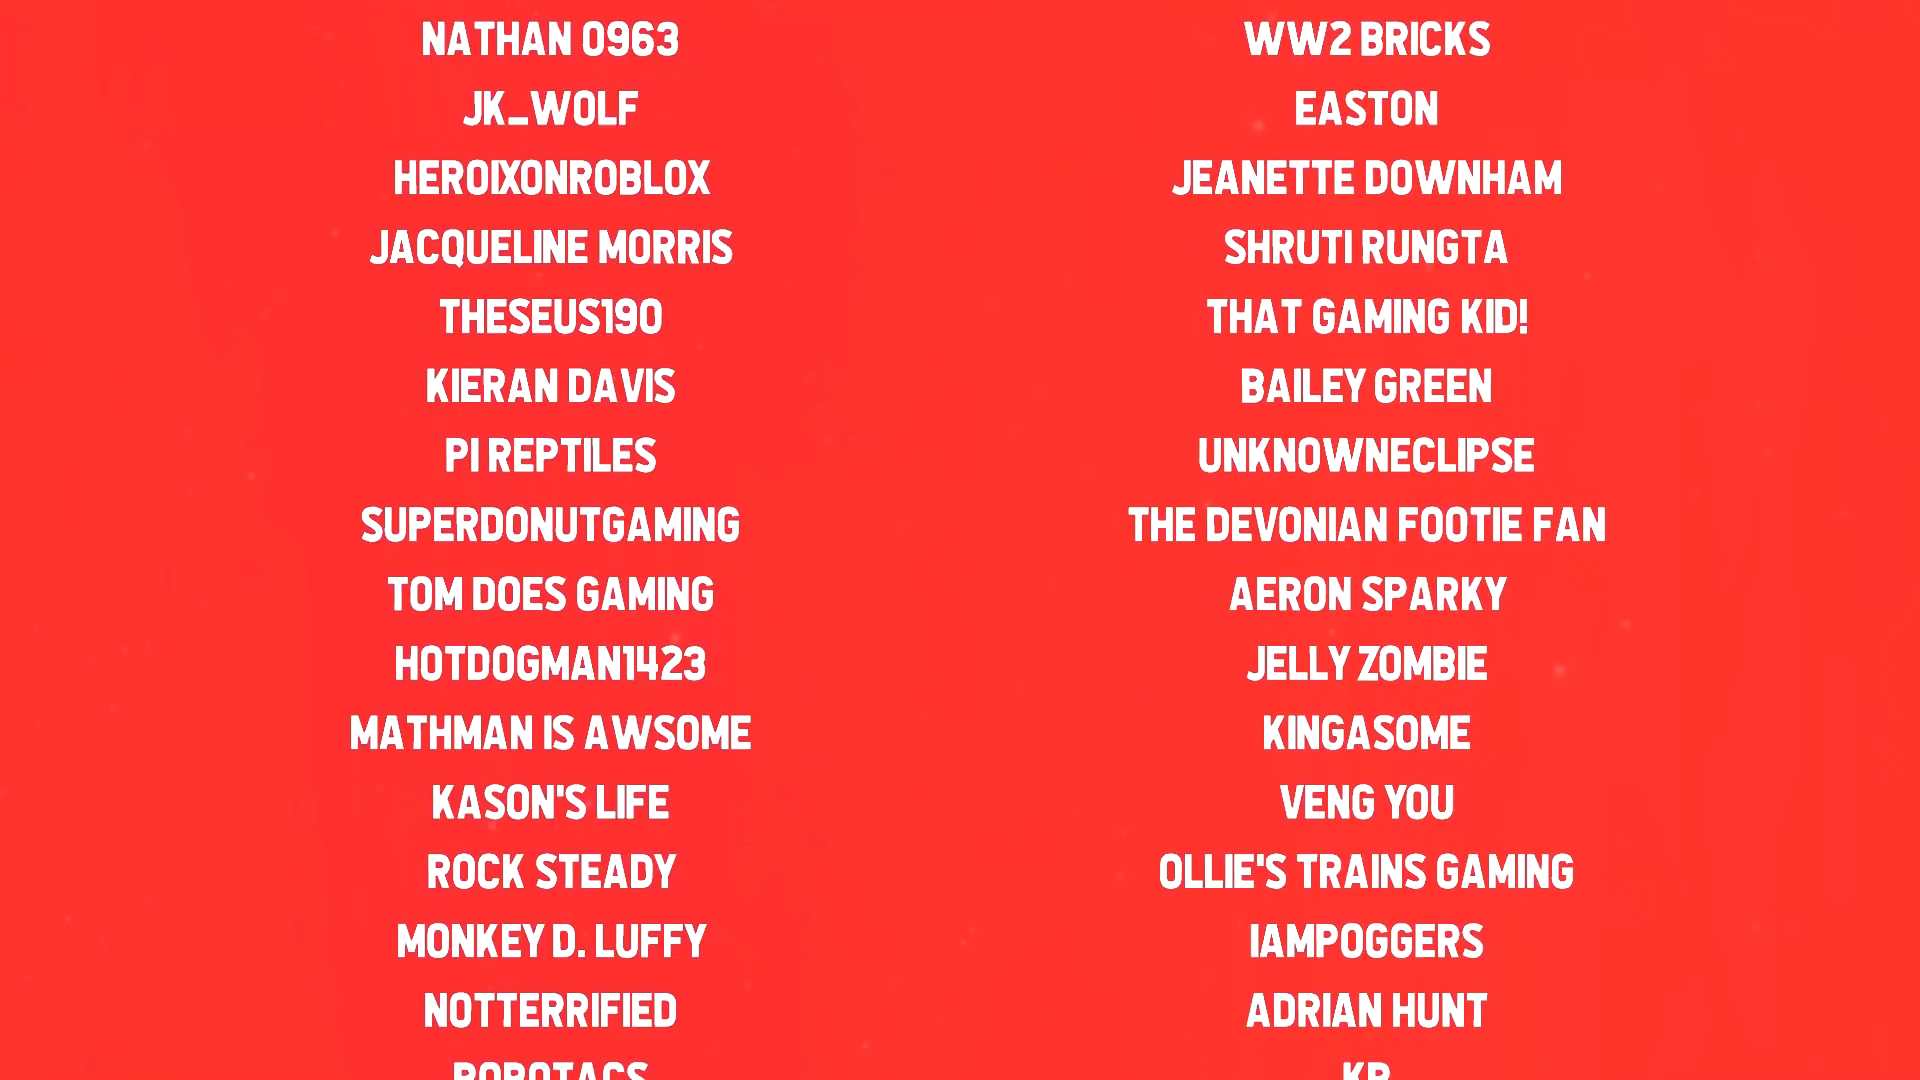 NATHAN 0963
JK_WOLF
HEROIXONROBLOX
JACQUELINE MORRIS
THESEUS190
KIERAN DAVIS
PI REPTILES
SUPERDONUTGAMING
TOM DOES GAMING
HOTDOGMAN1423
MATHMAN IS AWSOME
KASON'S LIFE
ROCK STEADY
MONKEY D. LUFFY
NOTTERRIFIED
WW2 BRICKS
EASTON
JEANETTE DOWNHAM
SHRUTI RUNGTA
THAT GAMING KID!
BAILEY GREEN
UNKNOWNECLIPSE
THE DEVONIAN FOOTIE FAN
AERON SPARKY
JELLY ZOMBIE
KINGASOME
VENG YOU
OLLIE'S TRAINS GAMING
IAMPOGGERS
ADRIAN HUNT